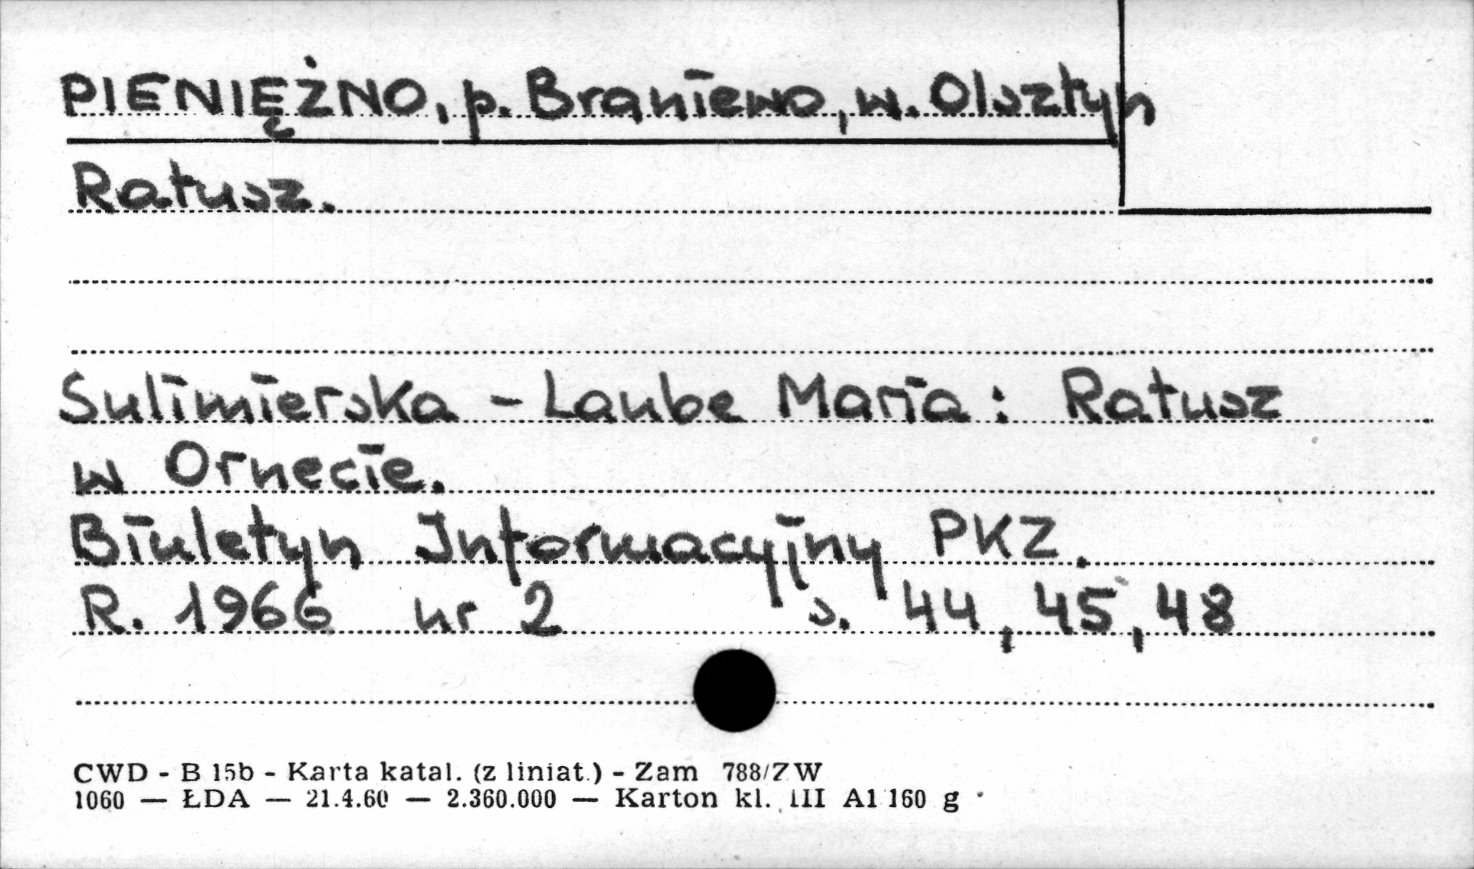 PIENIĘŻNO, p. Braniewo, w. Olsztyn
Ratusz.
Sulimierska - Laube Maria: Ratusz
w Ornecie.
Biuletyn Informacyjny PKZ.
R. 1966 nr 2 s. 44, 45, 48
CWD - B 15b - Karta katal. (z liniat.) - Zam 788/ZW
1060 — ŁDA — 21.4.60 — 2.360.000 — Karton kl. III A1 160 g